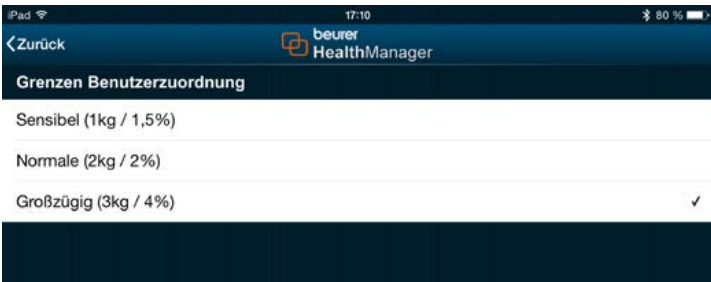 iPad 17:10 80 %
Zurück
beurer
HealthManager
Grenzen Benutzerzuordnung
Sensibel (1kg / 1,5%)
Normale (2kg / 2%)
Großzügig (3kg / 4%)